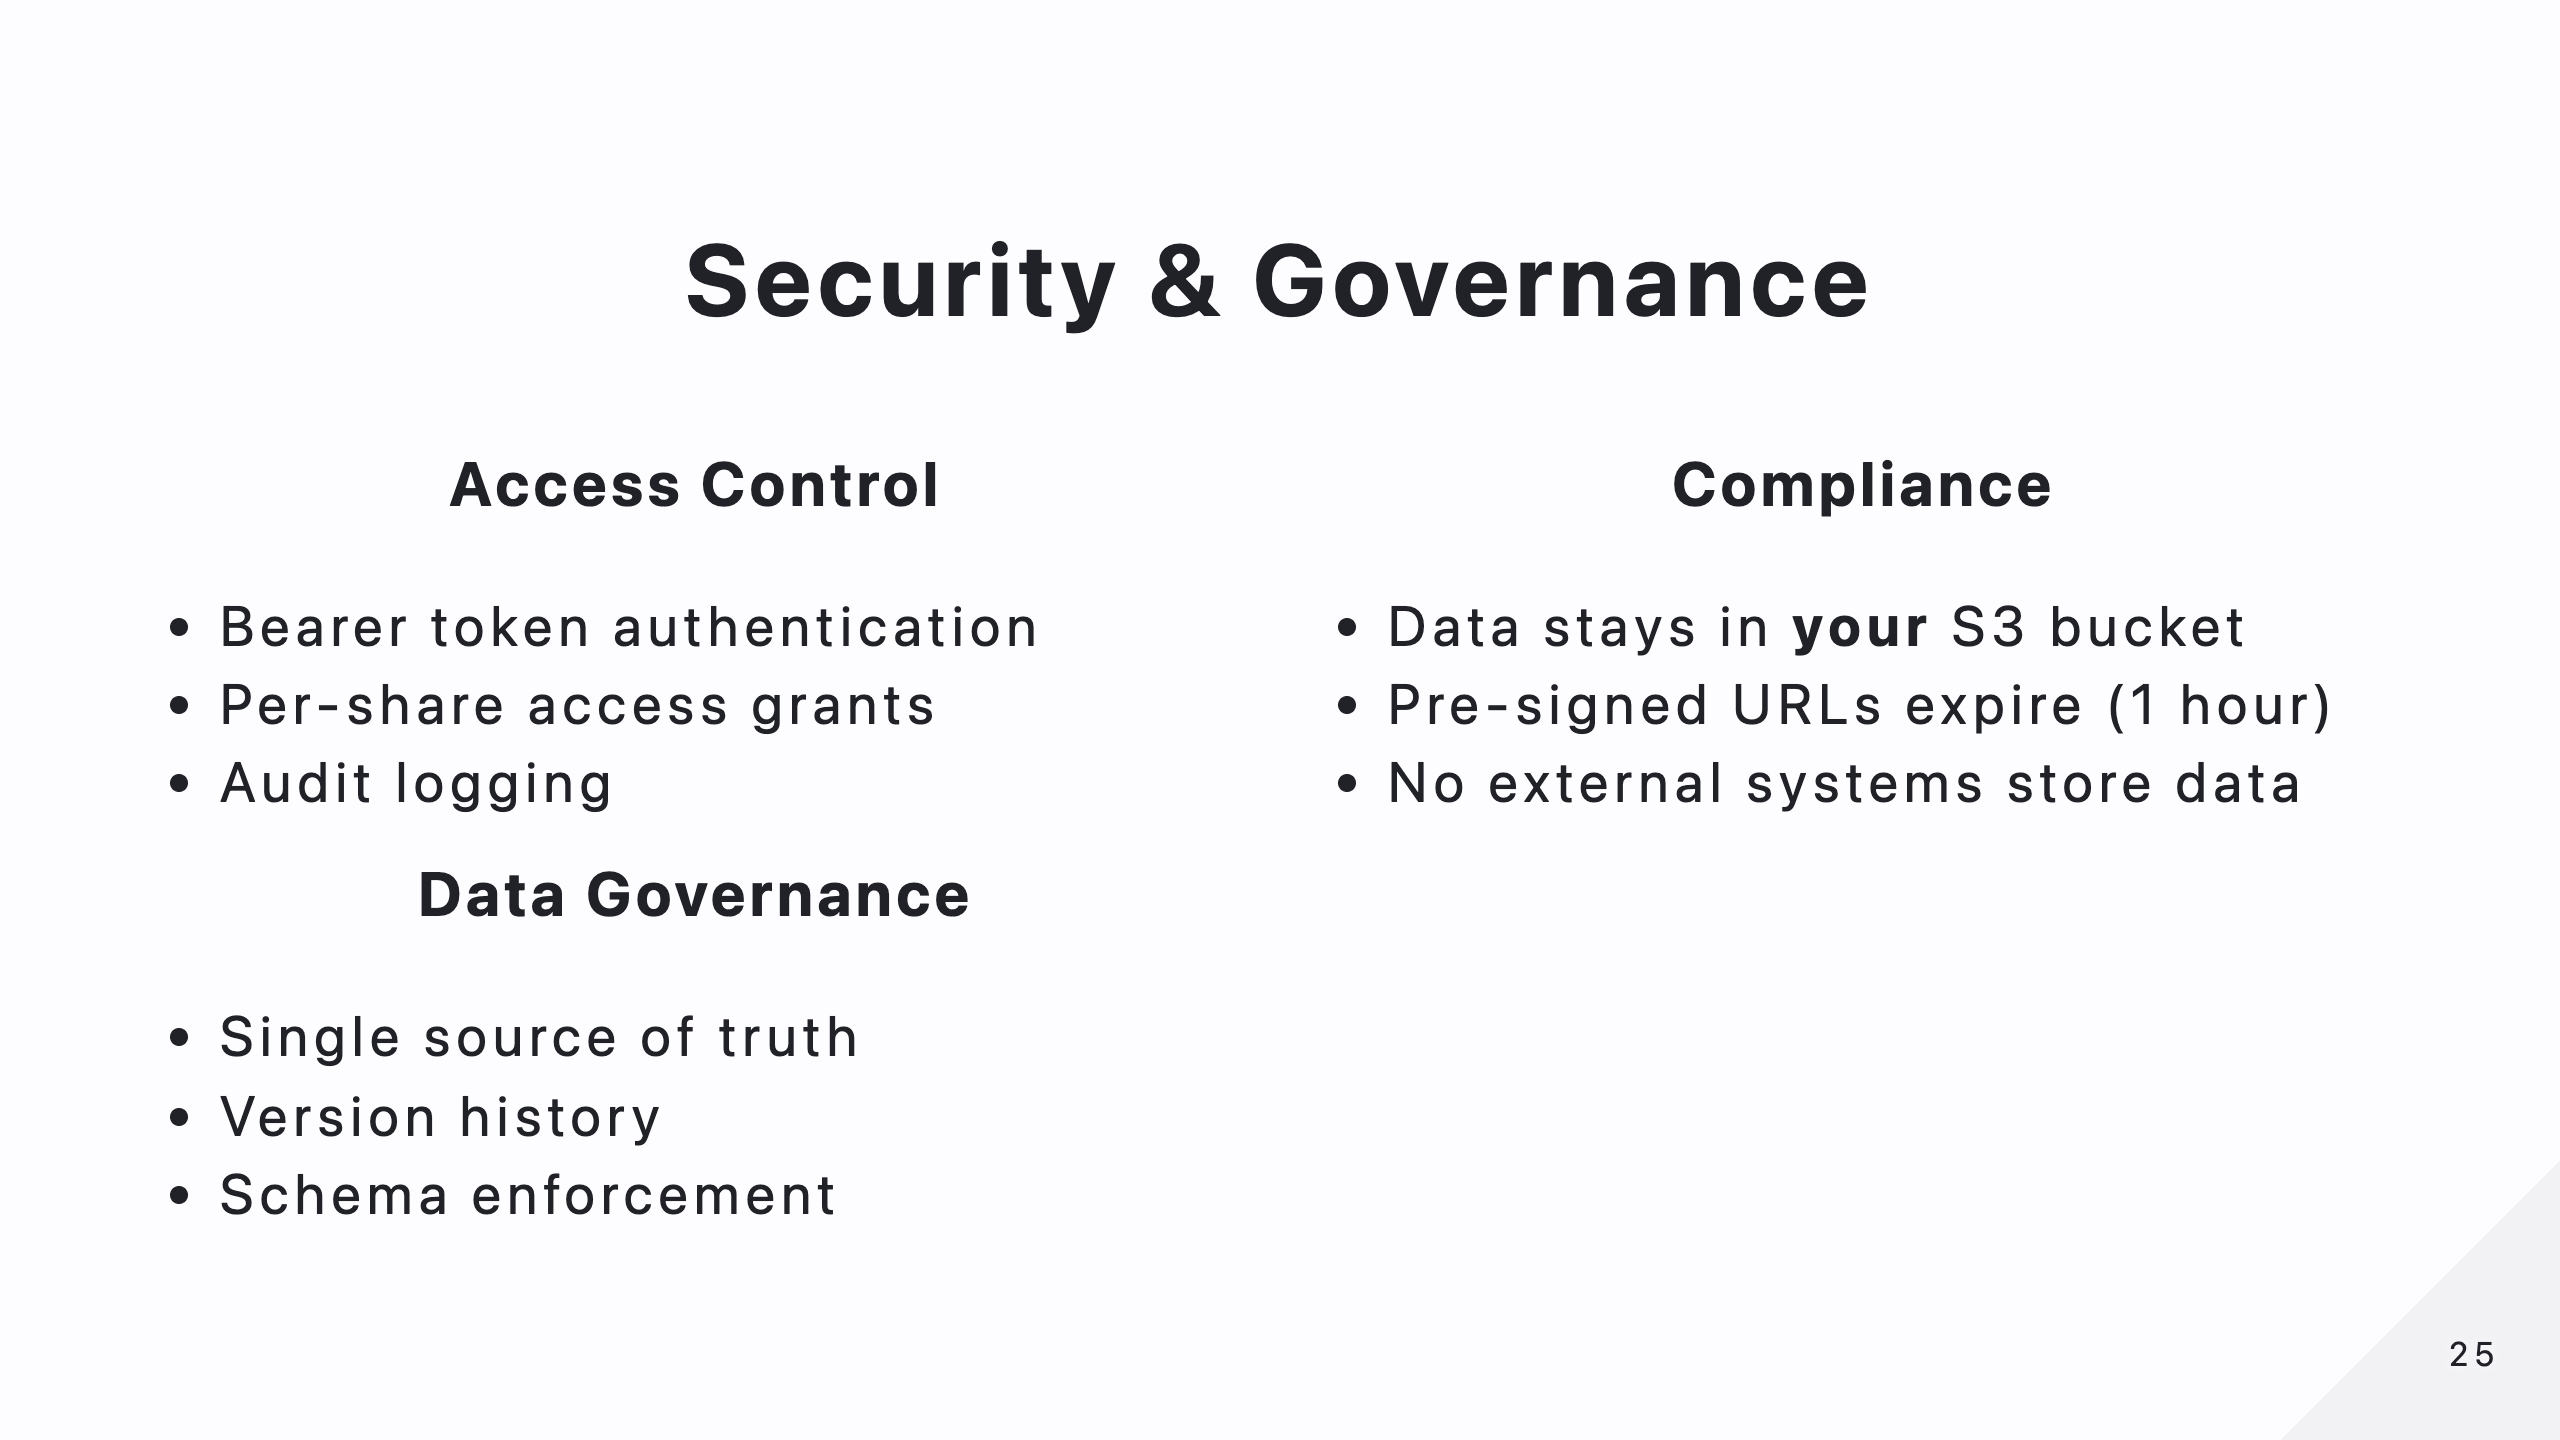 Security & Governance
Access Control
• Bearer token authentication
• Per-share access grants
• Audit logging
Data Governance
• Single source of truth
• Version history
• Schema enforcement
Compliance
• Data stays in your S3 bucket
• Pre-signed URLs expire (1 hour)
• No external systems store data
25